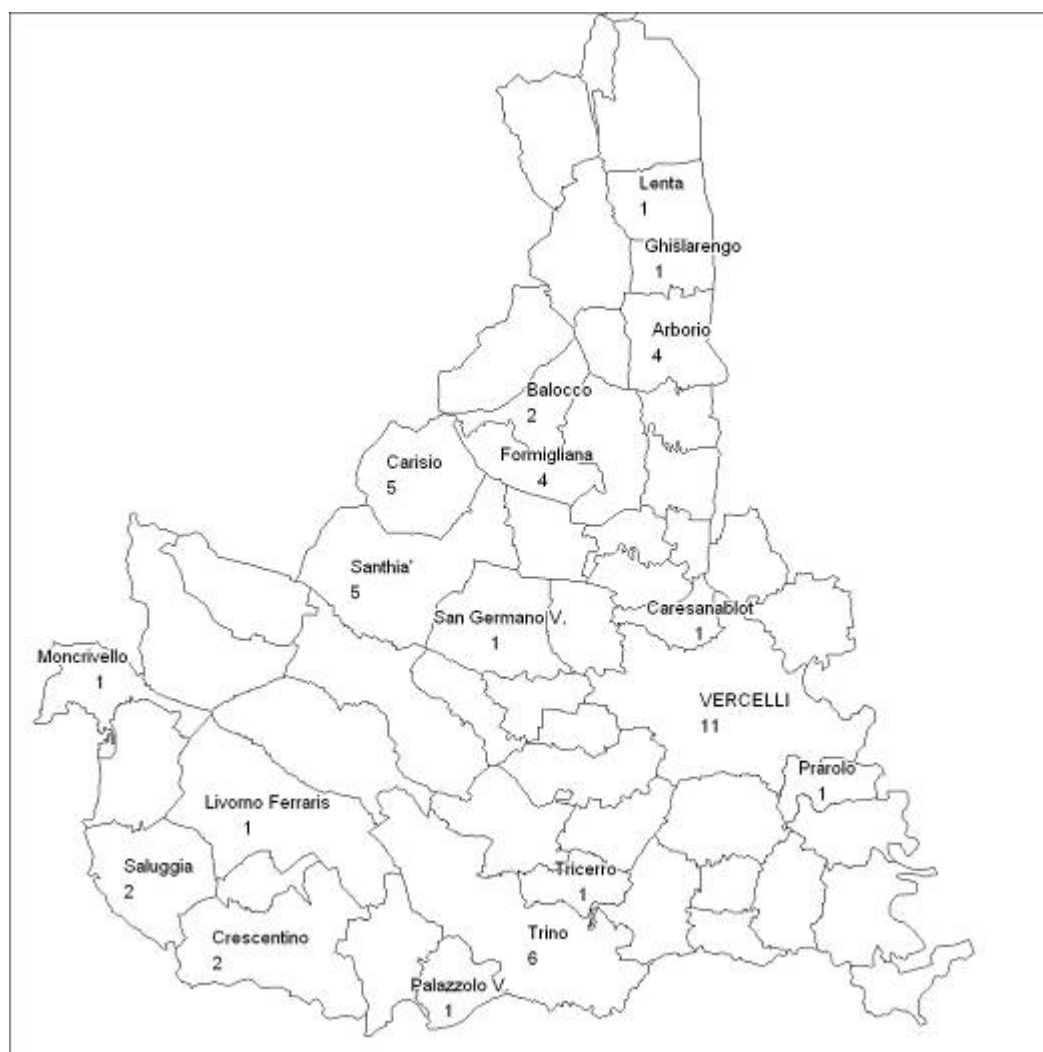 Lenta
1
Ghislarengo
1
Arborio
4
Balocco
2
Formigliana
4
Carisio
5
Santhia'
5
San Germano V.
1
Caresanablot
1
Moncrivello
1
VERCELLI
11
Prarolo
1
Livorno Ferraris
1
Saluggia
2
Tricerro
1
Crescentino
2
Trino
6
Palazzolo V.
1